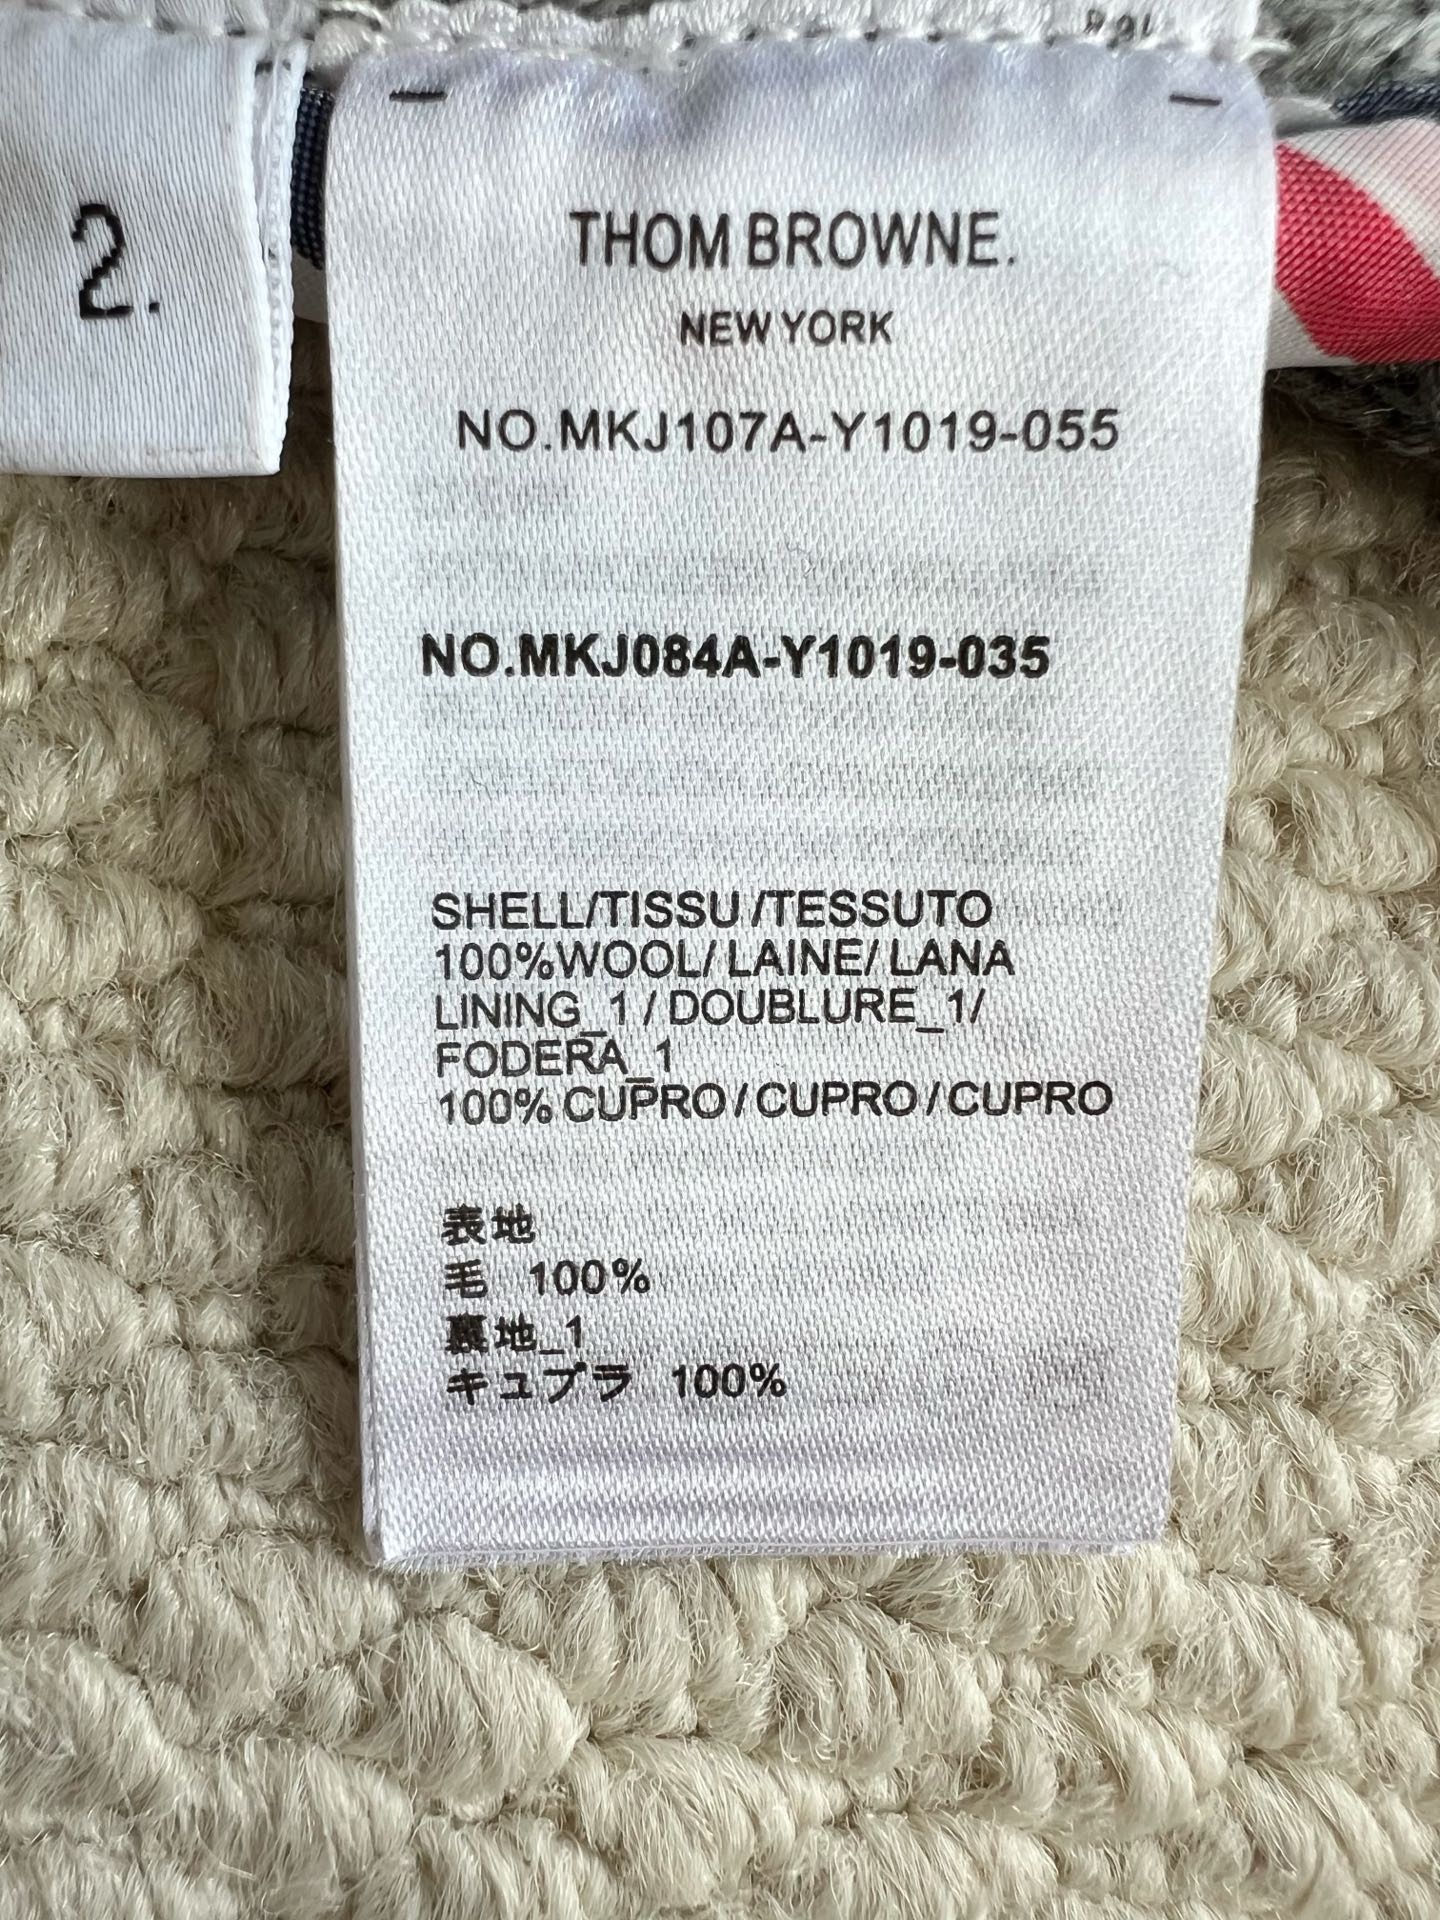 2.
THOM BROWNE.
NEW YORK
NO.MKJ107A-Y1019-055
NO.MKJ084A-Y1019-035
SHELL/TISSU/TESSUTO
100%WOOL/ LAINE/ LANA
LINING_1 / DOUBLURE_1/
FODERA_1
100% CUPRO / CUPRO / CUPRO
表地
毛 100%
裏地_1
キュプラ 100%